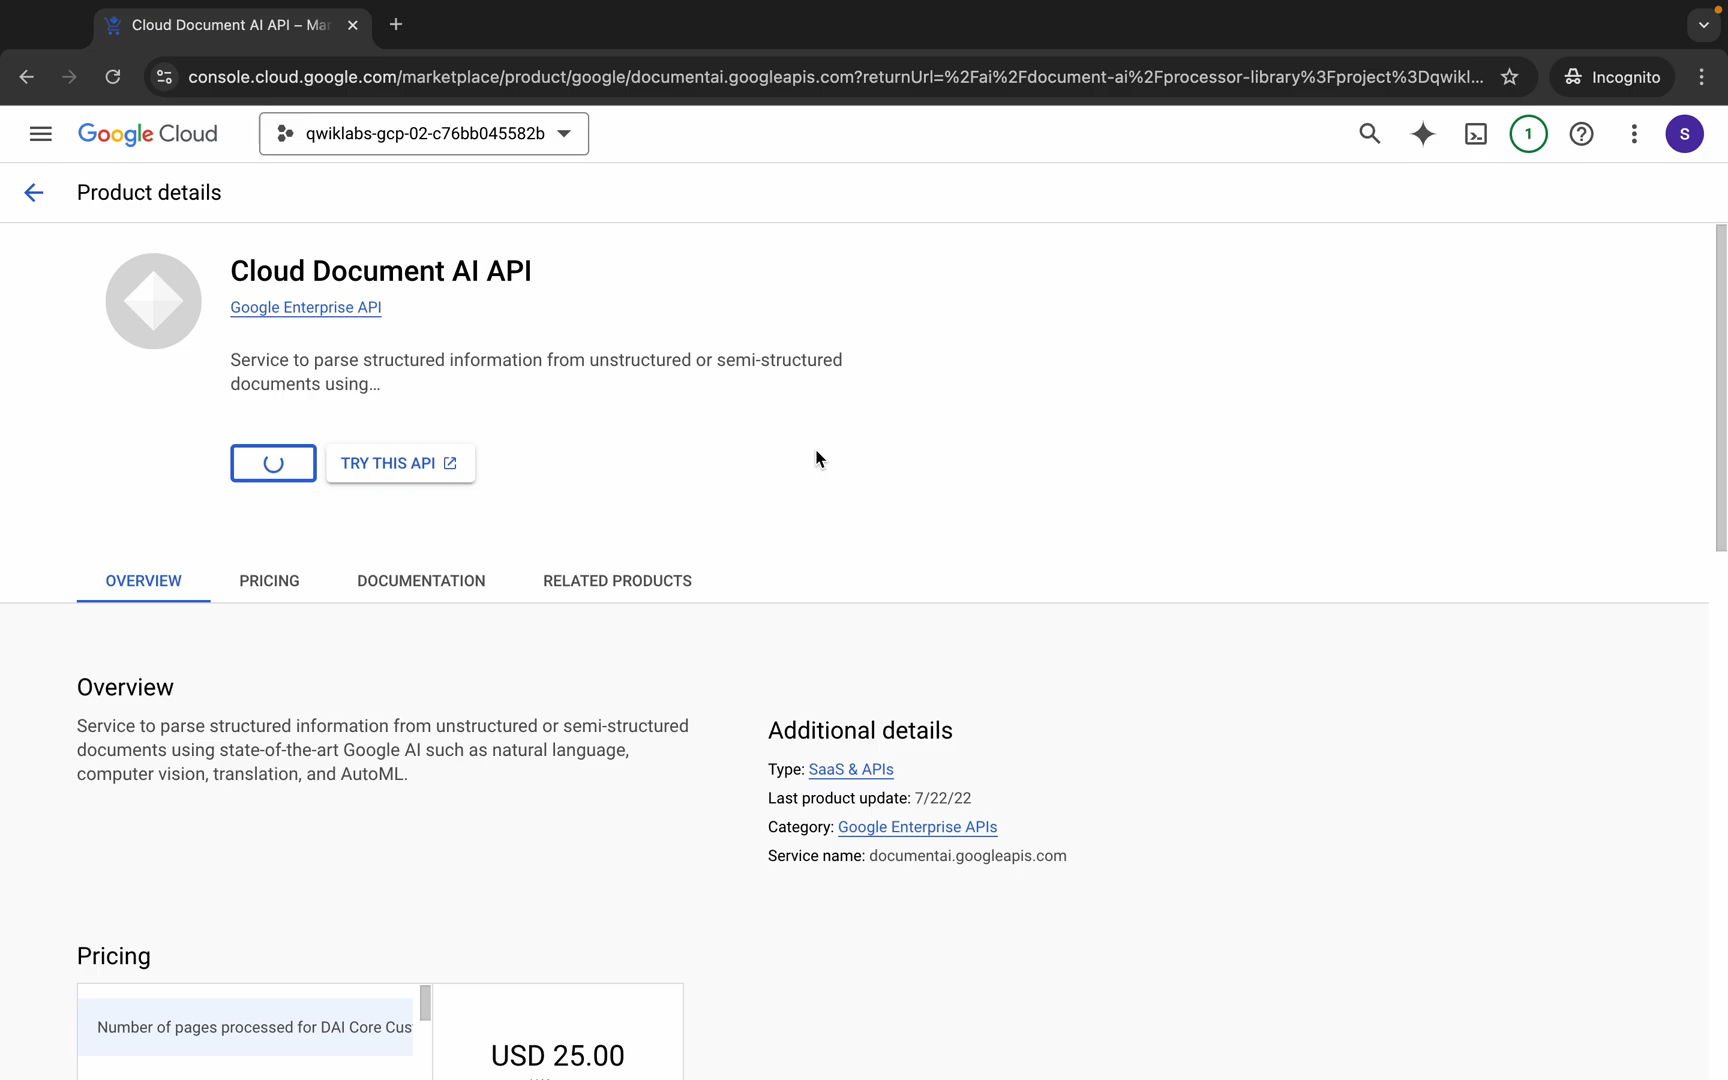 Cloud Document AI API – Mar
console.cloud.google.com/marketplace/product/google/documentai.googleapis.com?returnUrl=%2Fai%2Fdocument-ai%2Fprocessor-library%3Fproject%3Dqwikl...
Incognito
Google Cloud
qwiklabs-gcp-02-c76bb045582b
1
S
Product details
Cloud Document AI API
Google Enterprise API
Service to parse structured information from unstructured or semi-structured
documents using...
TRY THIS API
OVERVIEW
PRICING
DOCUMENTATION
RELATED PRODUCTS
Overview
Service to parse structured information from unstructured or semi-structured
documents using state-of-the-art Google AI such as natural language,
computer vision, translation, and AutoML.
Additional details
Type: SaaS & APIs
Last product update: 7/22/22
Category: Google Enterprise APIs
Service name: documentai.googleapis.com
Pricing
Number of pages processed for DAI Core Cus
USD 25.00